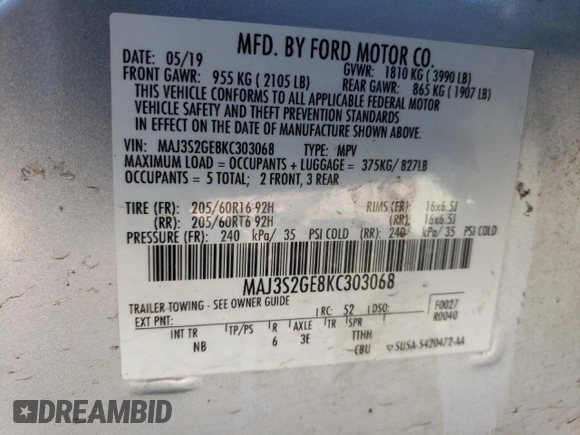 MFD. BY FORD MOTOR CO.
DATE: 05/19 GVWR: 1810 KG (3990 LB)
FRONT GAWR: 955 KG (2105 LB) REAR GAWR: 865 KG (1907 LB)
THIS VEHICLE CONFORMS TO ALL APPLICABLE FEDERAL MOTOR
VEHICLE SAFETY AND THEFT PREVENTION STANDARDS
IN EFFECT ON THE DATE OF MANUFACTURE SHOWN ABOVE.
VIN: MAJ3S2GE8KC303068 TYPE: MPV
MAXIMUM LOAD = OCCUPANTS + LUGGAGE = 375KG/827LB
OCCUPANTS = 5 TOTAL; 2 FRONT, 3 REAR
TIRE (FR): 205/60R16 92H RIMS (FR): 16x6.5J
(RR): 205/60R16 92H (RR): 16x6.5J
PRESSURE (FR): 240 kPa/ 35 PSI COLD (RR): 240 kPa/ 35 PSI COLD
MAJ3S2GE8KC303068
TRAILER TOWING - SEE OWNER GUIDE
EXT PNT: RC: 52 DSO: F0027
R0040
INT TR TP/PS R AXLE TR SPR
NB 6 3E TTHH
CBU SU5A-5420472-AA
DREAMBID